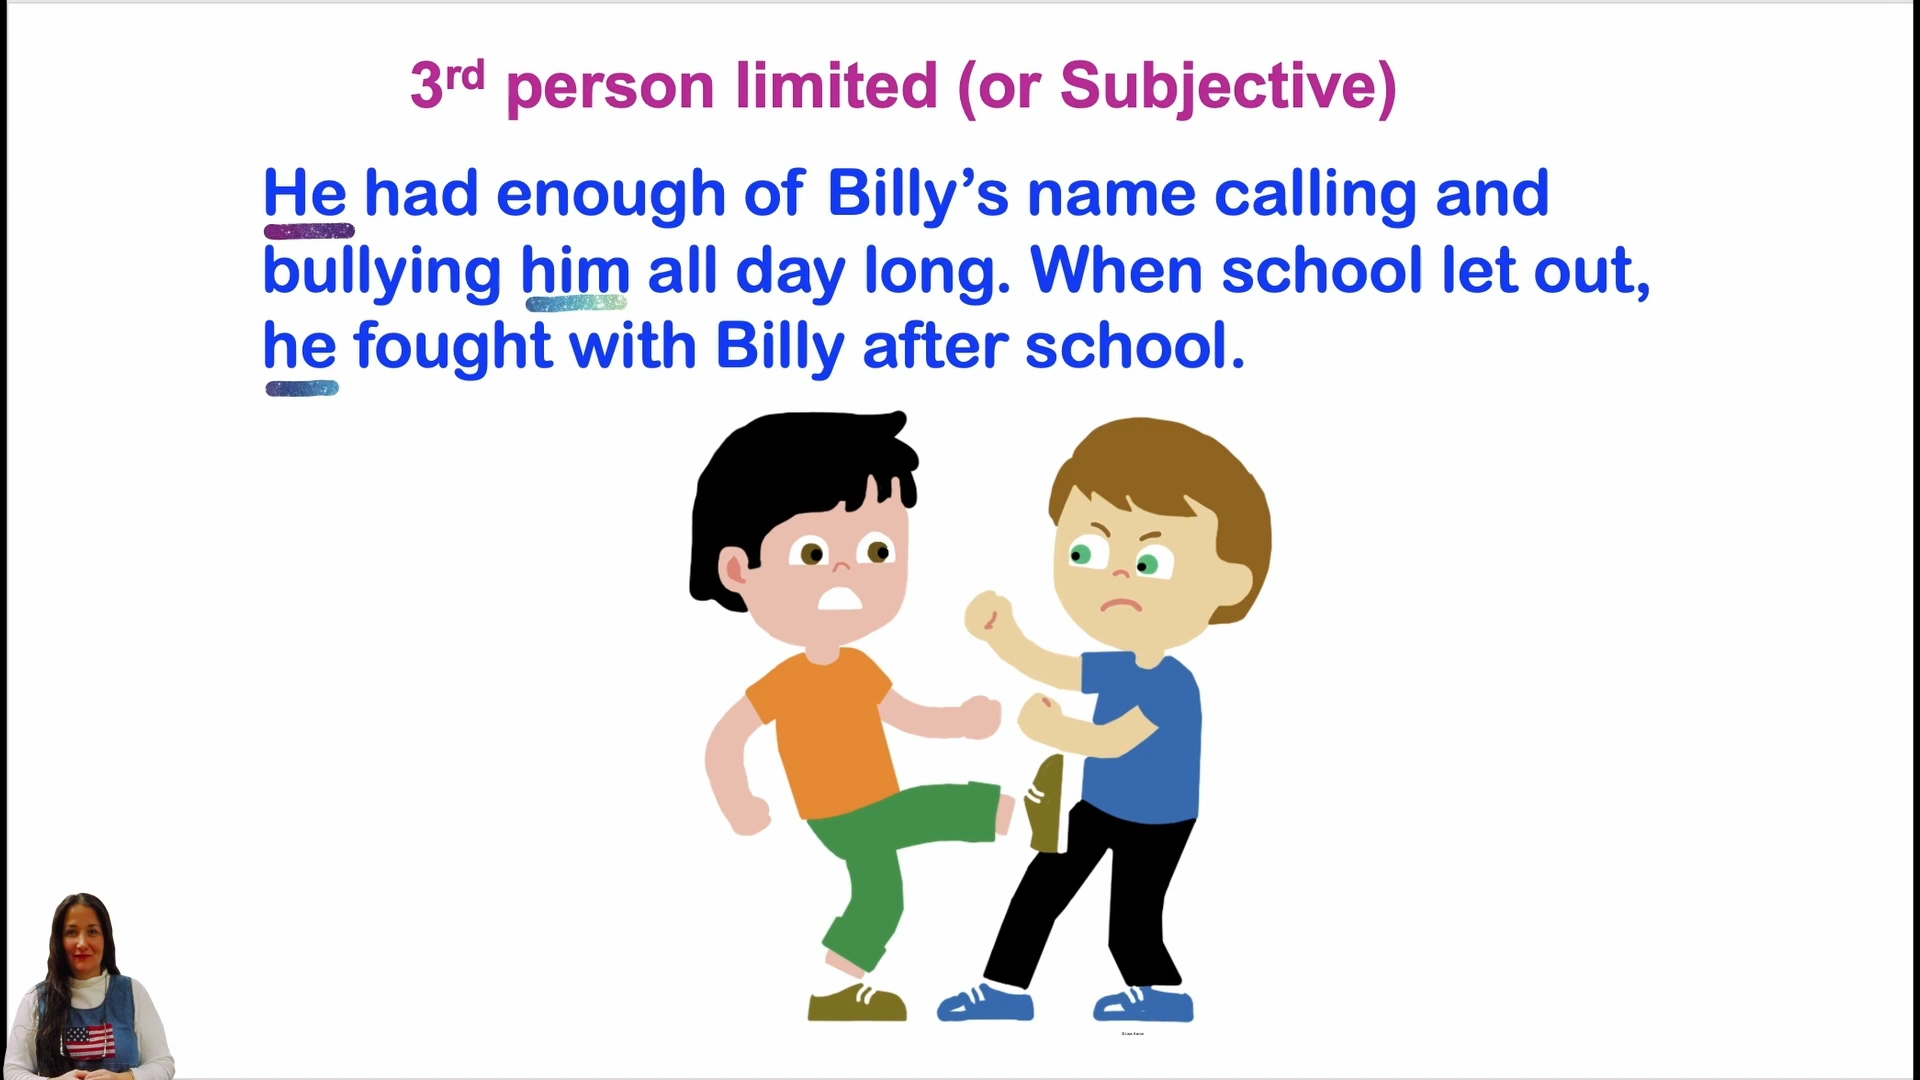 3rd person limited (or Subjective)
He had enough of Billy’s name calling and
bullying him all day long. When school let out,
he fought with Billy after school.